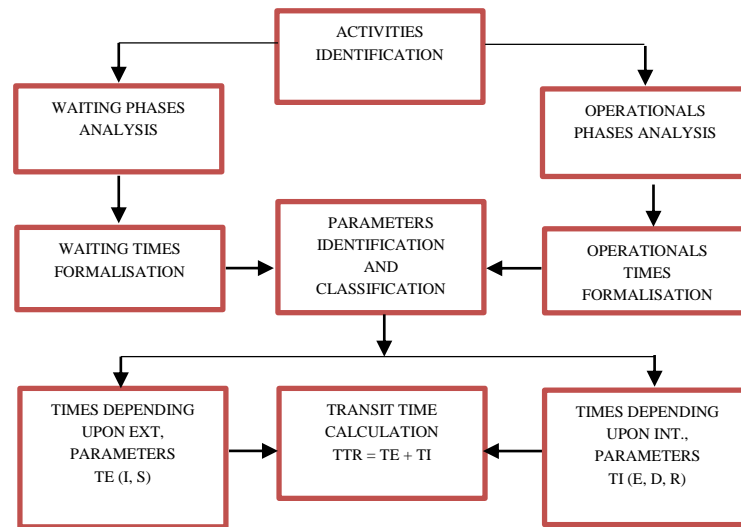 ACTIVITIES
IDENTIFICATION
WAITING PHASES
ANALYSIS
OPERATIONALS
PHASES ANALYSIS
WAITING TIMES
FORMALISATION
PARAMETERS
IDENTIFICATION
AND
CLASSIFICATION
OPERATIONALS
TIMES
FORMALISATION
TIMES DEPENDING
UPON EXT,
PARAMETERS
TE (I, S)
TRANSIT TIME
CALCULATION
TTR = TE + TI
TIMES DEPENDING
UPON INT.,
PARAMETERS
TI (E, D, R)